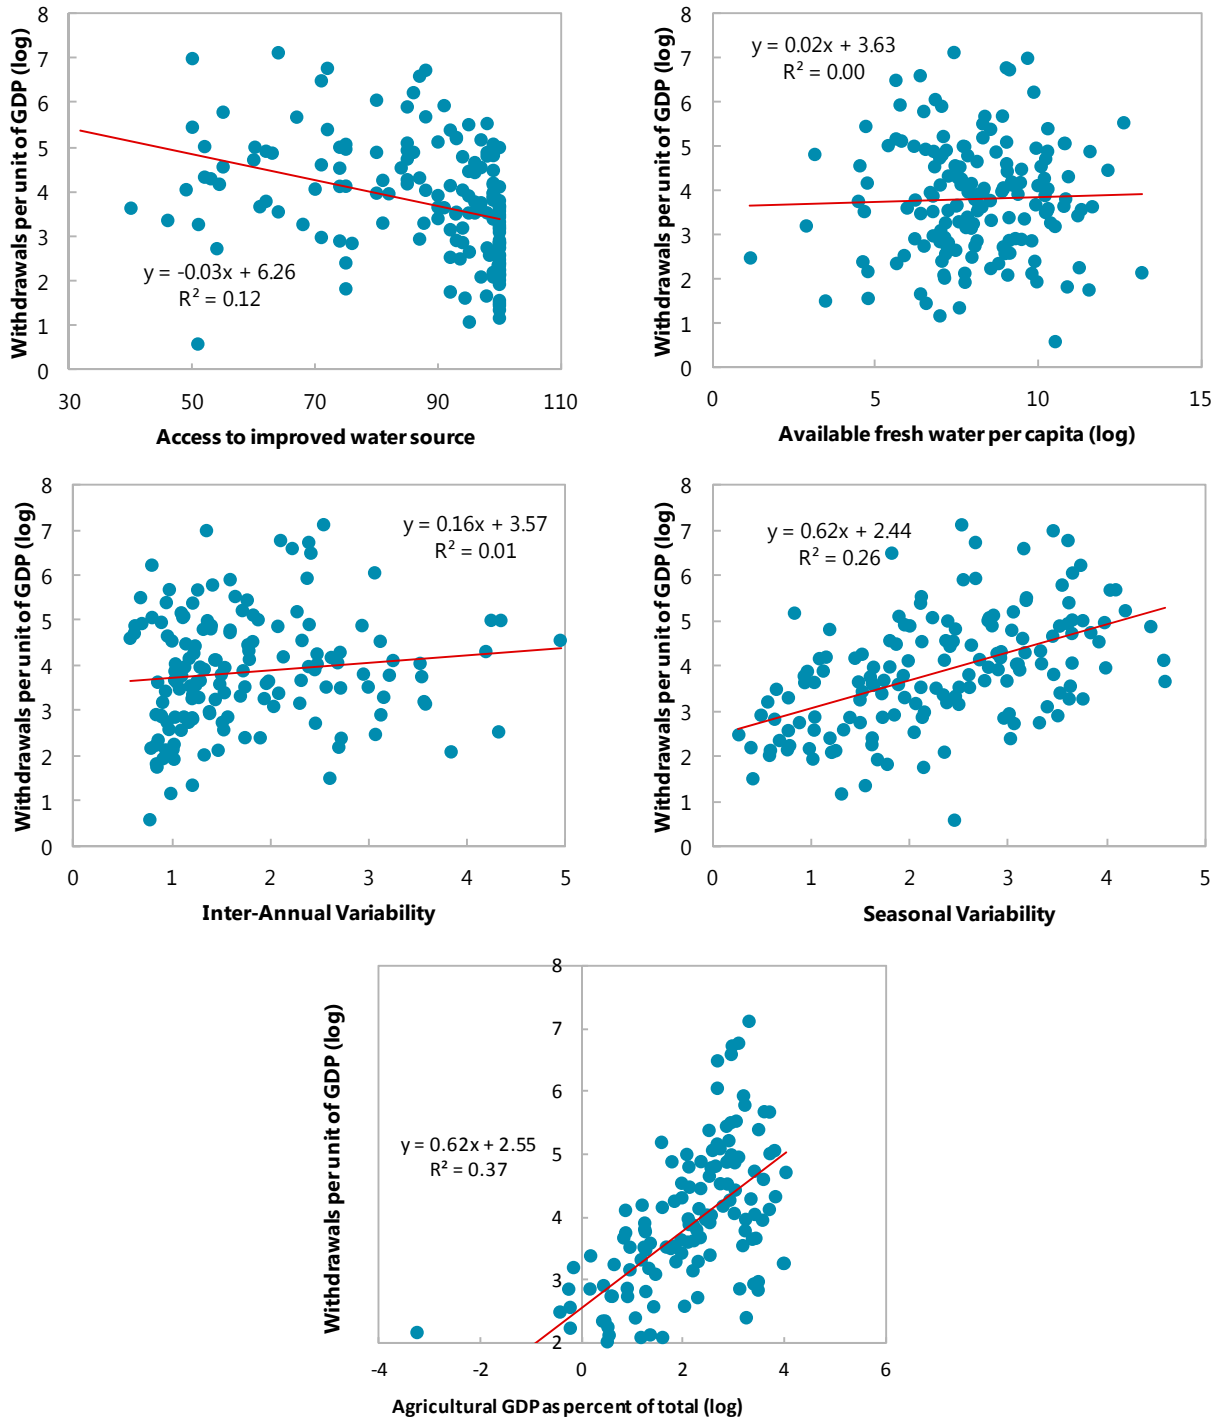 Withdrawals per unit of GDP (log)
8
7
6
5
4
3
2
1
0
y = -0.03x + 6.26
R² = 0.12
30 50 70 90 110
Access to improved water source
Withdrawals per unit of GDP (log)
8
7
6
5
4
3
2
1
0
y = 0.02x + 3.63
R² = 0.00
0 5 10 15
Available fresh water per capita (log)
Withdrawals per unit of GDP (log)
8
7
6
5
4
3
2
1
0
y = 0.16x + 3.57
R² = 0.01
0 1 2 3 4 5
Inter-Annual Variability
Withdrawals per unit of GDP (log)
8
7
6
5
4
3
2
1
0
y = 0.62x + 2.44
R² = 0.26
0 1 2 3 4 5
Seasonal Variability
Withdrawals per unit of GDP (log)
8
7
6
5
4
3
2
y = 0.62x + 2.55
R² = 0.37
-4 -2 0 2 4 6
Agricultural GDP as percent of total (log)